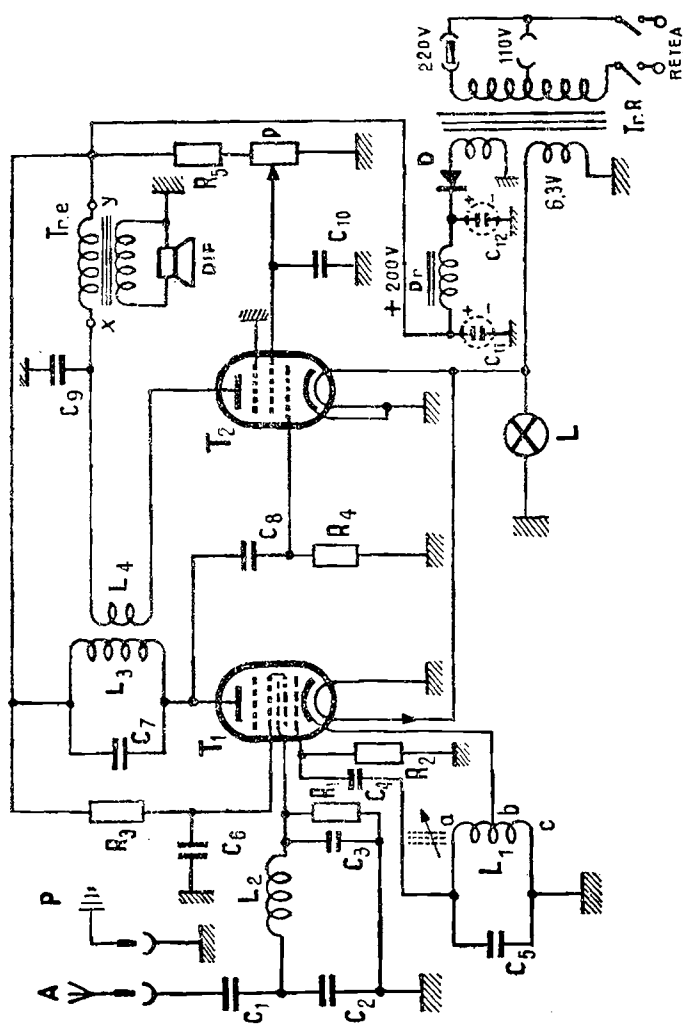 A
P
C1
C2
L2
C3
R1
R3
C6
C7
L3
L4
T1
C4
R2
a
b
c
L1
C5
C8
R4
T2
C9
Tr.e
x
y
DIF
R5
P
C10
+ 200V
Dr
D
+
-
C11
+
-
C12
L
6,3V
Tr.R
220V
110V
RETEA